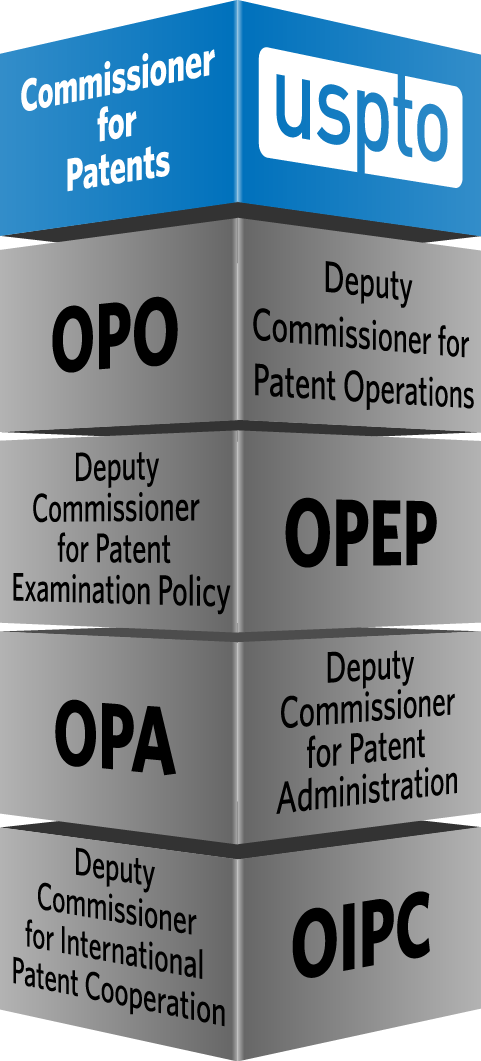 Commissioner
for
Patents
uspto
OPO
Deputy
Commissioner for
Patent Operations
Deputy
Commissioner
for Patent
Examination Policy
OPEP
OPA
Deputy
Commissioner
for Patent
Administration
Deputy
Commissioner
for International
Patent Cooperation
OIPC